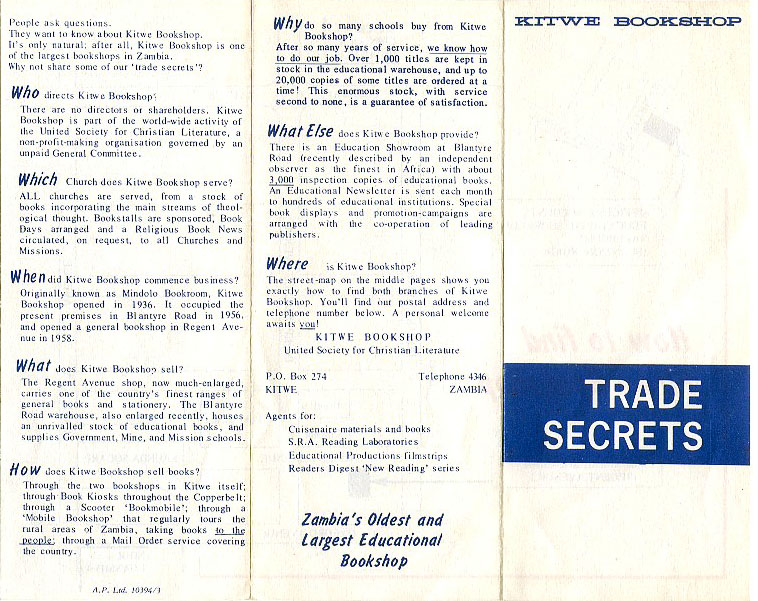 People ask questions.
They want to know about Kitwe Bookshop.
It's only natural; after all, Kitwe Bookshop is one
of the largest bookshops in Zambia.
Why not share some of our 'trade secrets'?
Who directs Kitwe Bookshop?
There are no directors or shareholders. Kitwe
Bookshop is part of the world-wide activity of
the United Society for Christian Literature, a
non-profit-making organisation governed by an
unpaid General Committee.
Which Church does Kitwe Bookshop serve?
ALL churches are served, from a stock of
books incorporating the main streams of theol-
ogical thought. Bookstalls are sponsored, Book
Days arranged and a Religious Book News
circulated, on request, to all Churches and
Missions.
When did Kitwe Bookshop commence business?
Originally known as Mindolo Bookroom, Kitwe
Bookshop opened in 1936. It occupied the
present premises in Blantyre Road in 1956,
and opened a general bookshop in Regent Ave-
nue in 1958.
What does Kitwe Bookshop sell?
The Regent Avenue shop, now much-enlarged,
carries one of the country's finest ranges of
general books and stationery. The Blantyre
Road warehouse, also enlarged recently, houses
an unrivalled stock of educational books, and
supplies Government, Mine, and Mission schools.
How does Kitwe Bookshop sell books?
Through the two bookshops in Kitwe itself;
through Book Kiosks throughout the Copperbelt;
through a Scooter 'Bookmobile'; through a
'Mobile Bookshop' that regularly tours the
rural areas of Zambia, taking books to the
people; through a Mail Order service covering
the country.
A.P. Ltd. 10394/3
Why do so many schools buy from Kitwe
Bookshop?
After so many years of service, we know how
to do our job. Over 1,000 titles are kept in
stock in the educational warehouse, and up to
20,000 copies of some titles are ordered at a
time! This enormous stock, with service
second to none, is a guarantee of satisfaction.
What Else does Kitwe Bookshop provide?
There is an Education Showroom at Blantyre
Road (recently described by an independent
observer as the finest in Africa) with about
3,000 inspection copies of educational books.
An Educational Newsletter is sent each month
to hundreds of educational institutions. Special
book displays and promotion-campaigns are
arranged with the co-operation of leading
publishers.
Where is Kitwe Bookshop?
The street-map on the middle pages shows you
exactly how to find both branches of Kitwe
Bookshop. You'll find our postal address and
telephone number below. A personal welcome
awaits you!
KITWE BOOKSHOP
United Society for Christian Literature
P.O. Box 274 Telephone 4346
KITWE ZAMBIA
Agents for:
Cuisenaire materials and books
S.R.A. Reading Laboratories
Educational Productions filmstrips
Readers Digest 'New Reading' series
Zambia's Oldest and
Largest Educational
Bookshop
KITWE BOOKSHOP
TRADE
SECRETS